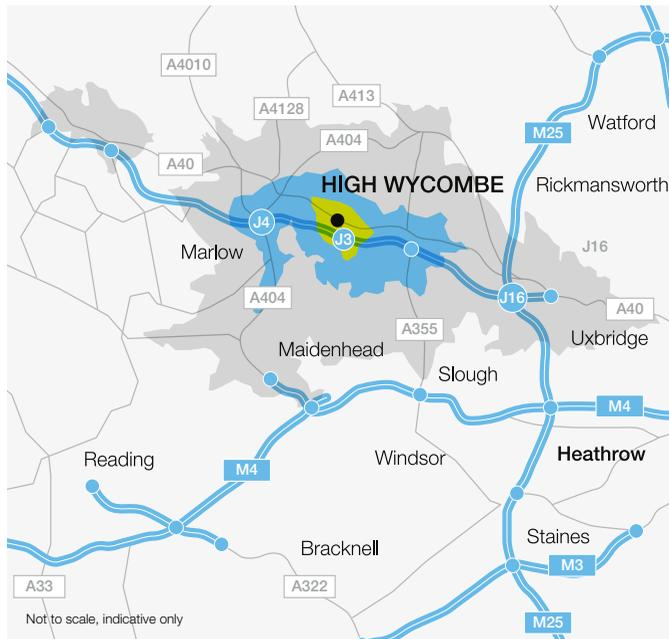 A4010
A413
A4128
M25
Watford
A404
A40
HIGH WYCOMBE
Rickmansworth
J4
J3
J16
Marlow
A404
J16
A40
A355
Uxbridge
Maidenhead
Slough
M4
Heathrow
Reading
M4
Windsor
Staines
Bracknell
M3
A33
A322
Not to scale, indicative only
M25